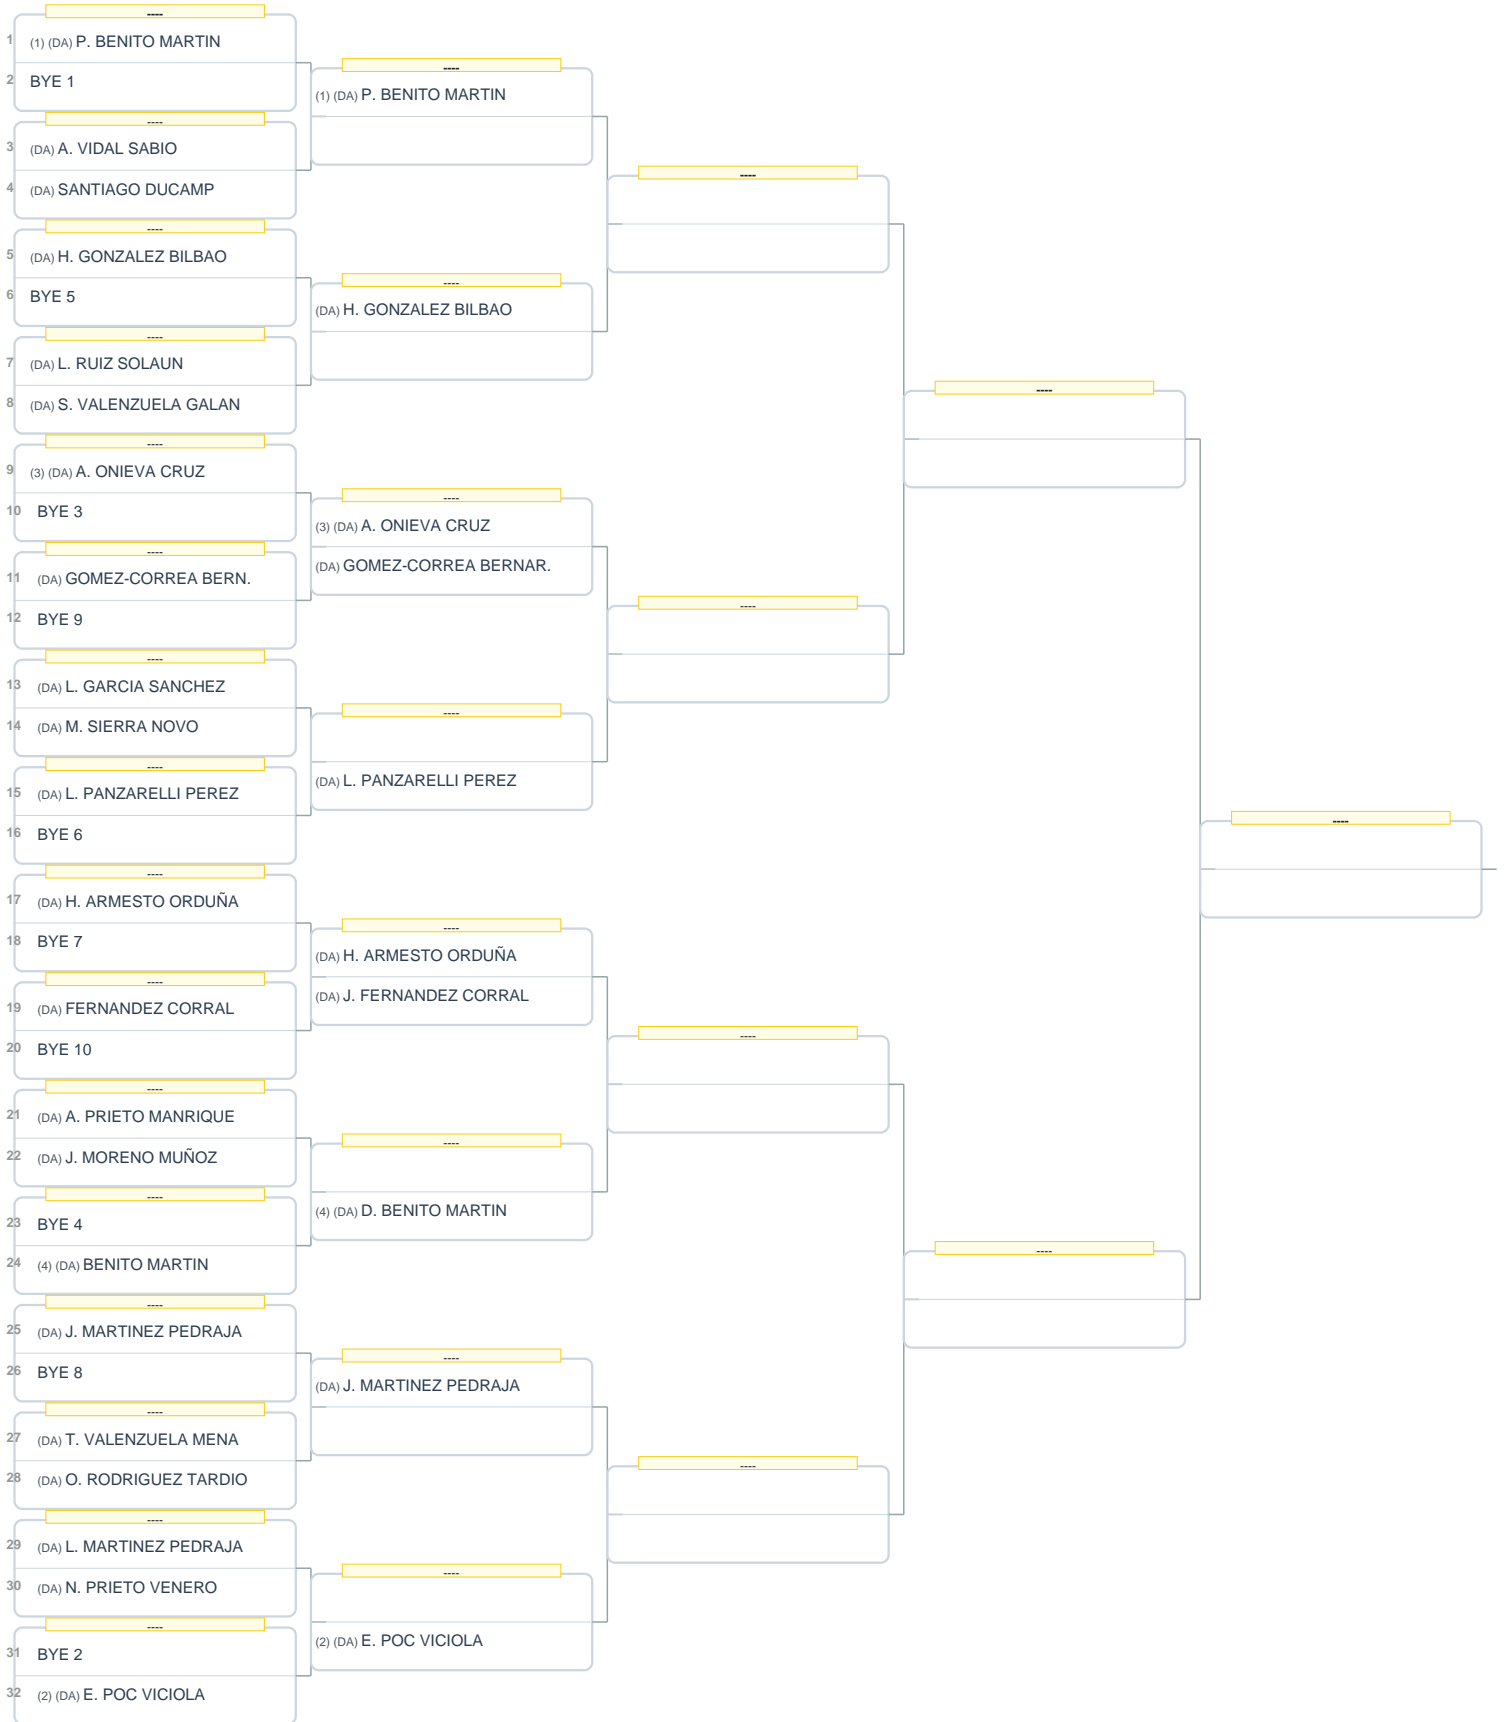 ----
1 (1) (DA) P. BENITO MARTIN
2 BYE 1
----
3 (DA) A. VIDAL SABIO
4 (DA) SANTIAGO DUCAMP
----
5 (DA) H. GONZALEZ BILBAO
6 BYE 5
----
7 (DA) L. RUIZ SOLAUN
8 (DA) S. VALENZUELA GALAN
----
9 (3) (DA) A. ONIEVA CRUZ
10 BYE 3
----
11 (DA) GOMEZ-CORREA BERN.
12 BYE 9
----
13 (DA) L. GARCIA SANCHEZ
14 (DA) M. SIERRA NOVO
----
15 (DA) L. PANZARELLI PEREZ
16 BYE 6
----
17 (DA) H. ARMESTO ORDUÑA
18 BYE 7
----
19 (DA) FERNANDEZ CORRAL
20 BYE 10
----
21 (DA) A. PRIETO MANRIQUE
22 (DA) J. MORENO MUÑOZ
----
23 BYE 4
24 (4) (DA) BENITO MARTIN
----
25 (DA) J. MARTINEZ PEDRAJA
26 BYE 8
----
27 (DA) T. VALENZUELA MENA
28 (DA) O. RODRIGUEZ TARDIO
----
29 (DA) L. MARTINEZ PEDRAJA
30 (DA) N. PRIETO VENERO
----
31 BYE 2
32 (2) (DA) E. POC VICIOLA
----
(1) (DA) P. BENITO MARTIN
----
(DA) H. GONZALEZ BILBAO
----
(3) (DA) A. ONIEVA CRUZ
(DA) GOMEZ-CORREA BERNAR.
----
(DA) L. PANZARELLI PEREZ
----
(DA) H. ARMESTO ORDUÑA
(DA) J. FERNANDEZ CORRAL
----
(4) (DA) D. BENITO MARTIN
----
(DA) J. MARTINEZ PEDRAJA
----
(2) (DA) E. POC VICIOLA
----
----
----
----
----
----
----